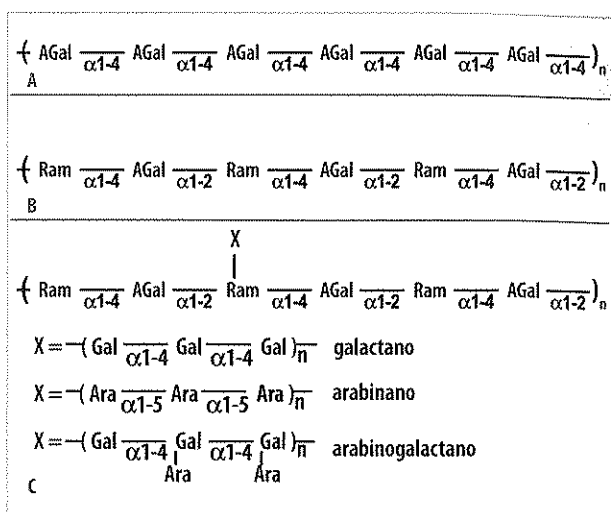 ( AGal α1-4 AGal α1-4 AGal α1-4 AGal α1-4 AGal α1-4 AGal α1-4 )n
A
( Ram α1-4 AGal α1-2 Ram α1-4 AGal α1-2 Ram α1-4 AGal α1-2 )n
B
X
( Ram α1-4 AGal α1-2 Ram α1-4 AGal α1-2 Ram α1-4 AGal α1-2 )n
X = –( Gal α1-4 Gal α1-4 Gal )n– galactano
X = –( Ara α1-5 Ara α1-5 Ara )n– arabinano
X = –( Gal α1-4 Gal α1-4 Gal )n– arabinogalactano
Ara Ara
C